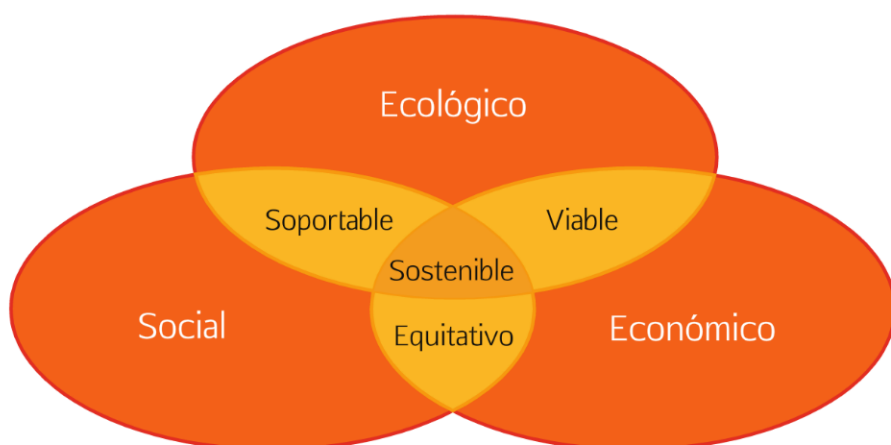 Ecológico
Soportable
Viable
Sostenible
Social
Equitativo
Económico